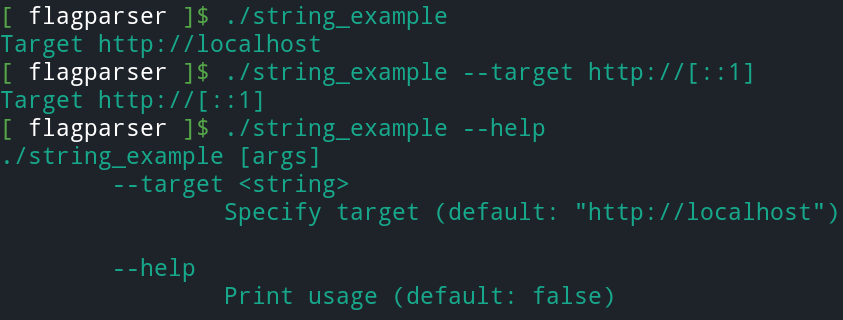 [ flagparser ]$ ./string_example
Target http://localhost
[ flagparser ]$ ./string_example --target http://[::1]
Target http://[::1]
[ flagparser ]$ ./string_example --help
./string_example [args]
        --target <string>
                Specify target (default: "http://localhost")

        --help
                Print usage (default: false)